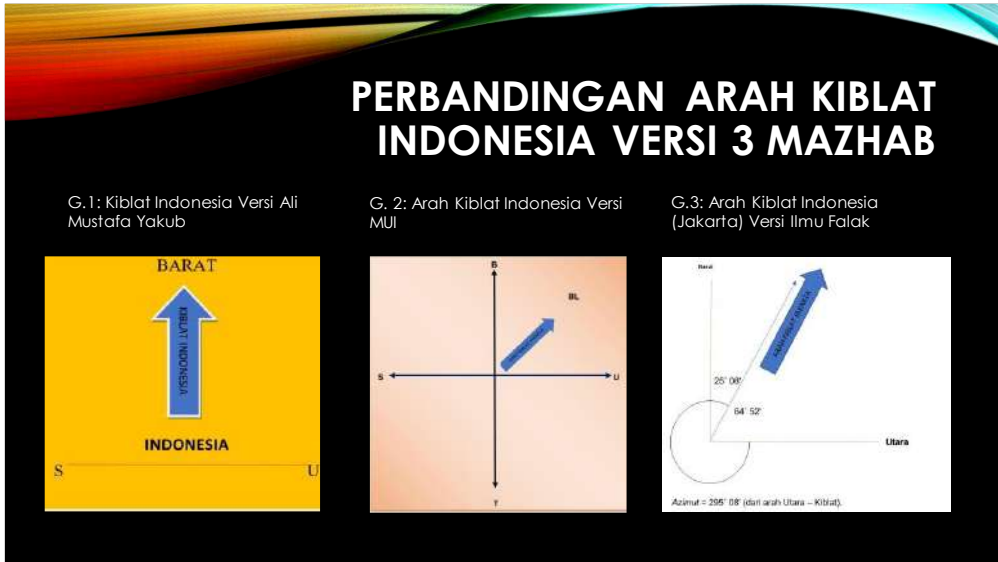 PERBANDINGAN ARAH KIBLAT
INDONESIA VERSI 3 MAZHAB
G.1: Kiblat Indonesia Versi Ali
Mustafa Yakub
BARAT
KIBLAT INDONESIA
INDONESIA
S
U
G. 2: Arah Kiblat Indonesia Versi
MUI
B
BL
S
U
T
G.3: Arah Kiblat Indonesia
(Jakarta) Versi Ilmu Falak
Barat
ARAH KIBLAT
25° 08'
64° 52'
Utara
Azimut = 295° 08' (dari arah Utara – Kiblat).